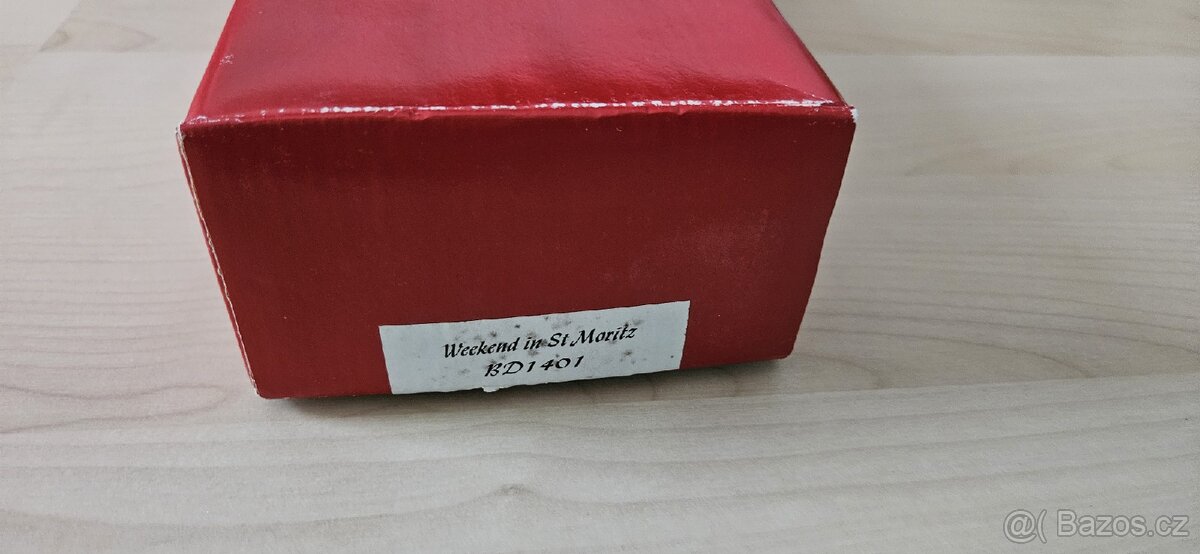 Weekend in St Moritz
BD1401
@( Bazos.cz